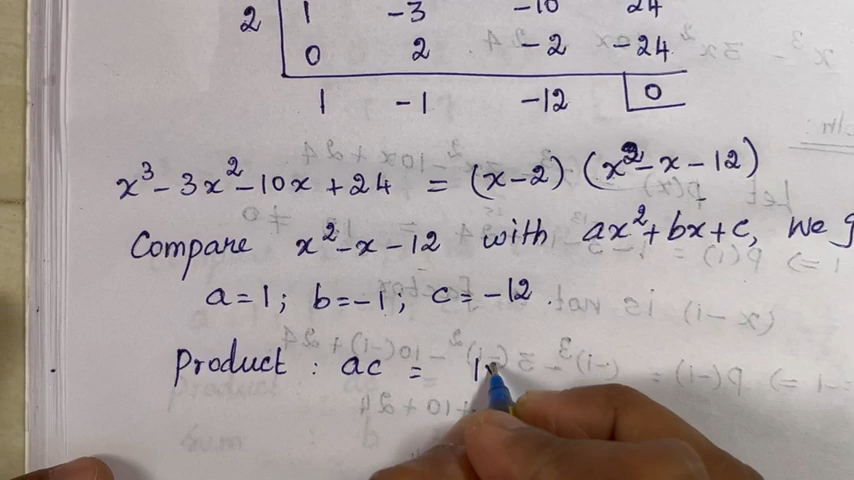 2 | 1 -3 -10 24
0 2 -2 -24
1 -1 -12 0
x³ - 3x² - 10x + 24 = (x-2) (x²-x-12)
Compare x²-x-12 with ax²+bx+c, we g
a=1; b=-1; c=-12.
Product : ac = 1